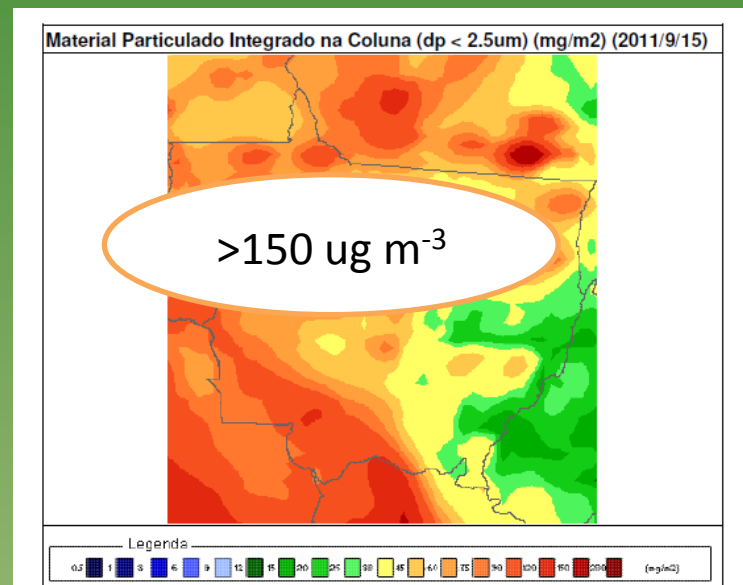 Material Particulado Integrado na Coluna (dp < 2.5um) (mg/m2) (2011/9/15)
>150 ug m-3
Legenda
0.5 1 3 6 9 12 15 20 25 45 60 75 90 120 150 200 (mg/m2)